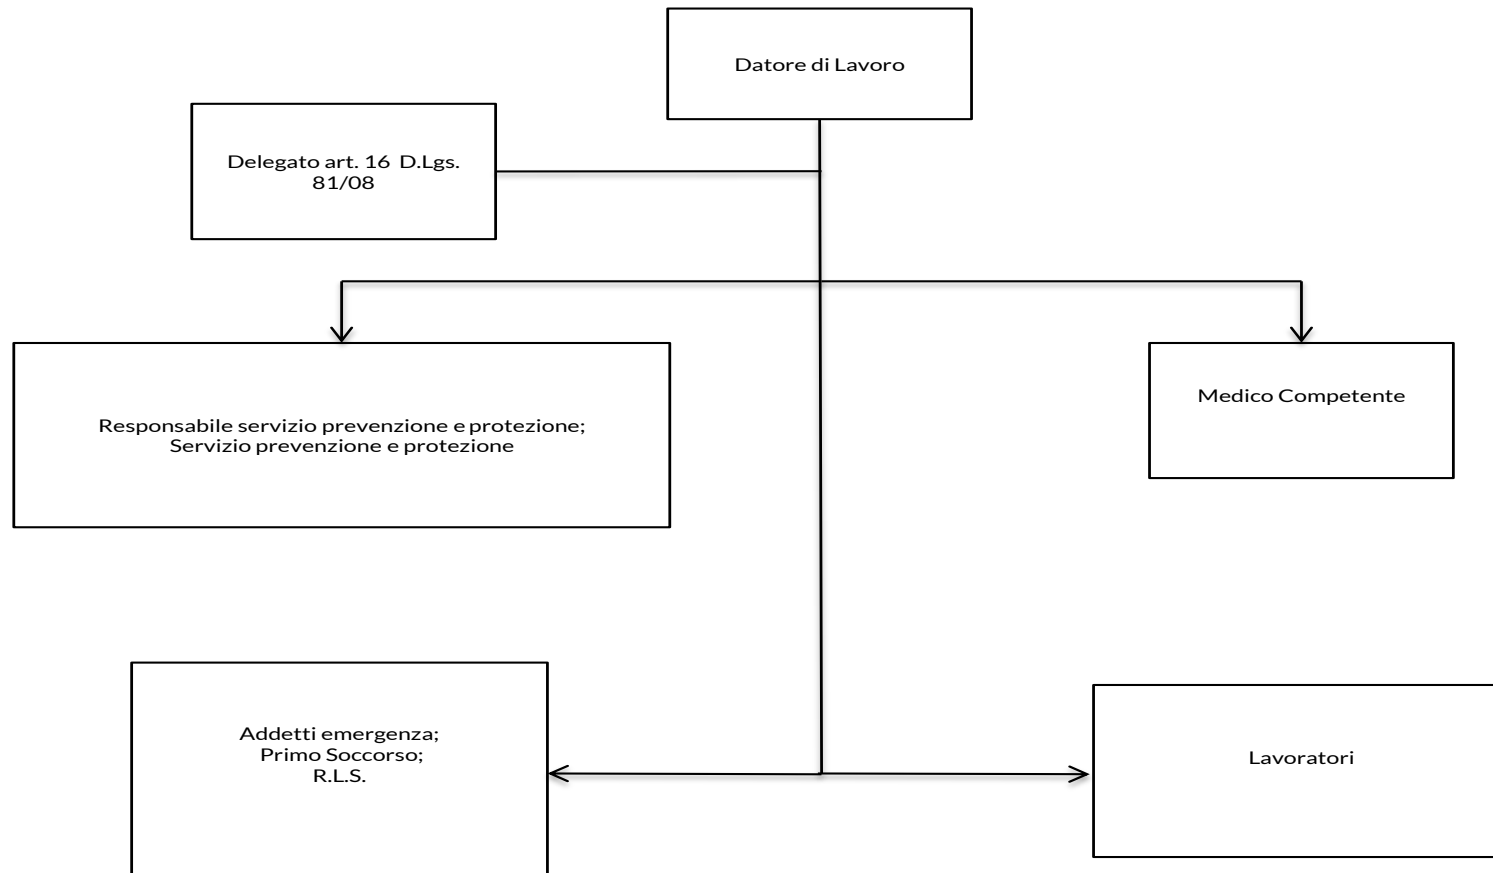 Datore di Lavoro
Delegato art. 16 D.Lgs.
81/08
Responsabile servizio prevenzione e protezione;
Servizio prevenzione e protezione
Medico Competente
Addetti emergenza;
Primo Soccorso;
R.L.S.
Lavoratori